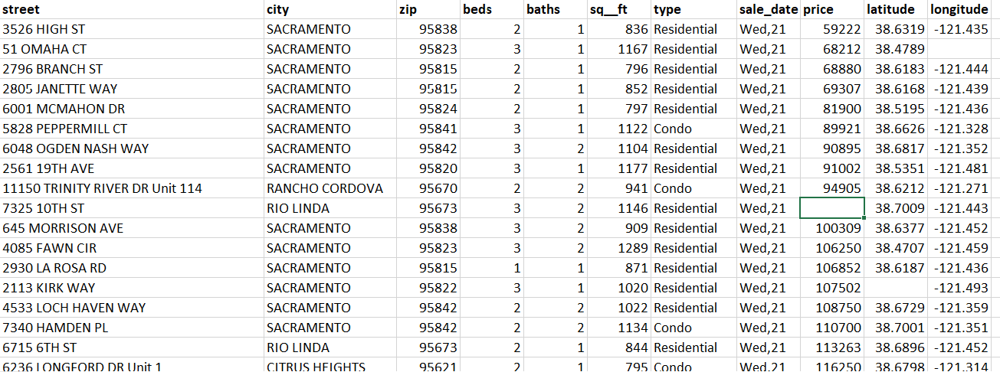 street city zip beds baths sq__ft type sale_date price latitude longitude
3526 HIGH ST SACRAMENTO 95838 2 1 836 Residential Wed,21 59222 38.6319 -121.435
51 OMAHA CT SACRAMENTO 95823 3 1 1167 Residential Wed,21 68212 38.4789
2796 BRANCH ST SACRAMENTO 95815 2 1 796 Residential Wed,21 68880 38.6183 -121.444
2805 JANETTE WAY SACRAMENTO 95815 2 1 852 Residential Wed,21 69307 38.6168 -121.439
6001 MCMAHON DR SACRAMENTO 95824 2 1 797 Residential Wed,21 81900 38.5195 -121.436
5828 PEPPERMILL CT SACRAMENTO 95841 3 1 1122 Condo Wed,21 89921 38.6626 -121.328
6048 OGDEN NASH WAY SACRAMENTO 95842 3 2 1104 Residential Wed,21 90895 38.6817 -121.352
2561 19TH AVE SACRAMENTO 95820 3 1 1177 Residential Wed,21 91002 38.5351 -121.481
11150 TRINITY RIVER DR Unit 114 RANCHO CORDOVA 95670 2 2 941 Condo Wed,21 94905 38.6212 -121.271
7325 10TH ST RIO LINDA 95673 3 2 1146 Residential Wed,21 38.7009 -121.443
645 MORRISON AVE SACRAMENTO 95838 3 2 909 Residential Wed,21 100309 38.6377 -121.452
4085 FAWN CIR SACRAMENTO 95823 3 2 1289 Residential Wed,21 106250 38.4707 -121.459
2930 LA ROSA RD SACRAMENTO 95815 1 1 871 Residential Wed,21 106852 38.6187 -121.436
2113 KIRK WAY SACRAMENTO 95822 3 1 1020 Residential Wed,21 107502 -121.493
4533 LOCH HAVEN WAY SACRAMENTO 95842 2 2 1022 Residential Wed,21 108750 38.6729 -121.359
7340 HAMDEN PL SACRAMENTO 95842 2 2 1134 Condo Wed,21 110700 38.7001 -121.351
6715 6TH ST RIO LINDA 95673 2 1 844 Residential Wed,21 113263 38.6896 -121.452
6236 LONGFORD DR Unit 1 CITRUS HEIGHTS 95621 2 1 795 Condo Wed,21 116250 38.6798 -121.314